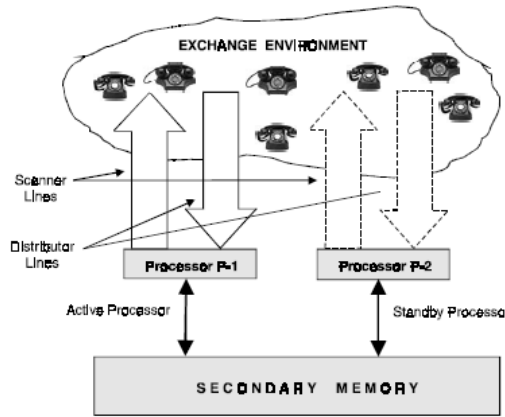 EXCHANGE ENVIRONMENT
Scanner
Lines
Distributor
Lines
Processor P-1
Processor P-2
Active Processor
Standby Processo
SECONDARY MEMORY